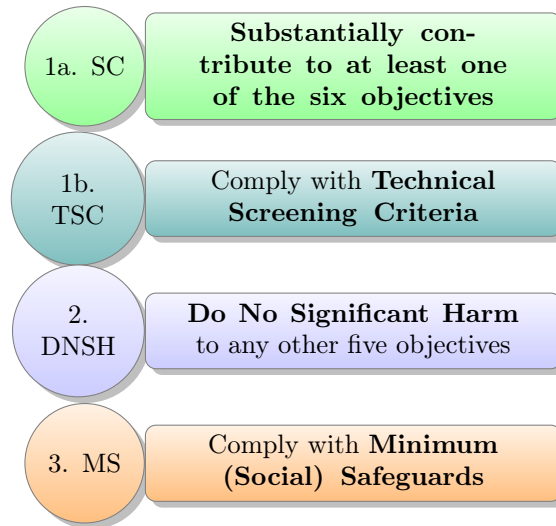 1a. SC
Substantially con-
tribute to at least one
of the six objectives
1b.
TSC
Comply with Technical
Screening Criteria
2.
DNSH
Do No Significant Harm
to any other five objectives
3. MS
Comply with Minimum
(Social) Safeguards